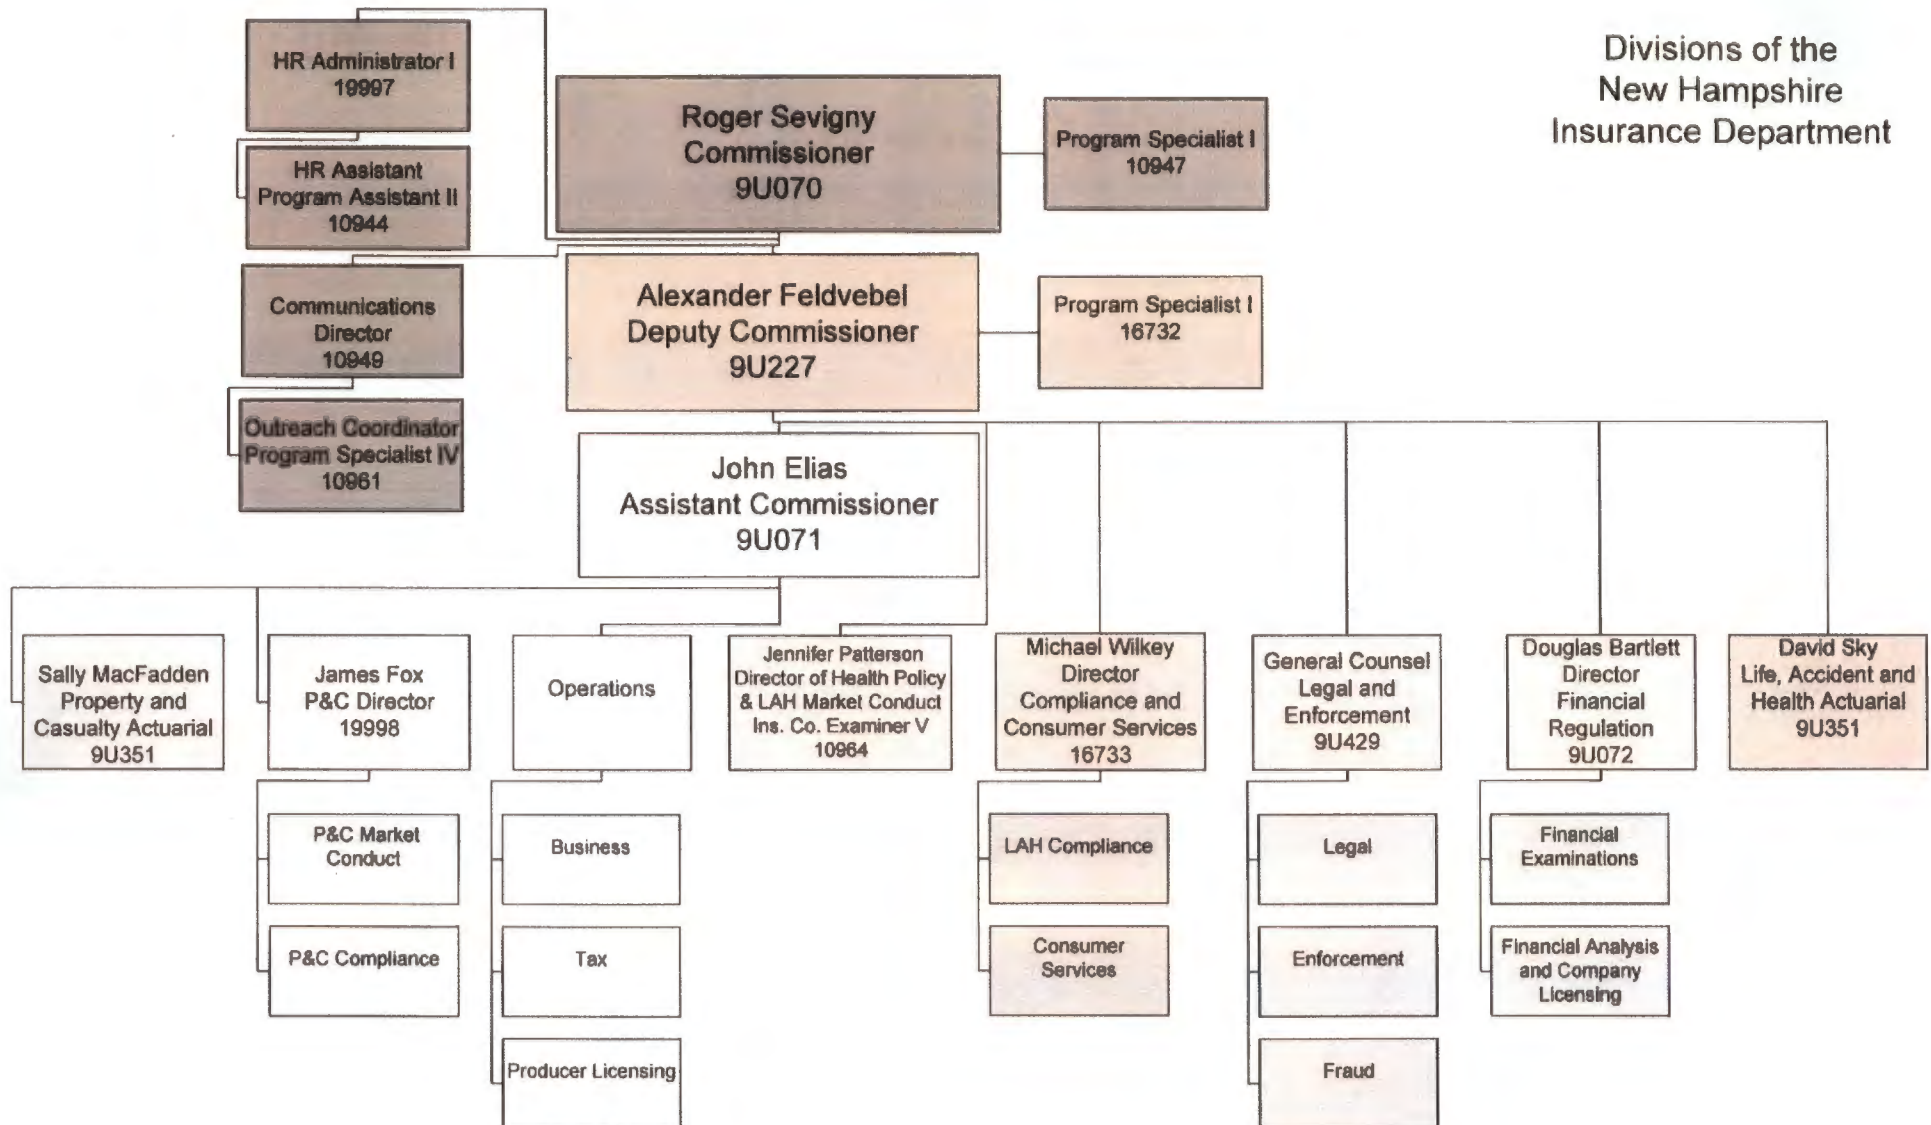 Divisions of the
New Hampshire
Insurance Department
HR Administrator I
19997
HR Assistant
Program Assistant II
10944
Roger Sevigny
Commissioner
9U070
Program Specialist I
10947
Communications
Director
10949
Outreach Coordinator
Program Specialist IV
10961
Alexander Feldvebel
Deputy Commissioner
9U227
Program Specialist I
16732
John Elias
Assistant Commissioner
9U071
Sally MacFadden
Property and
Casualty Actuarial
9U351
James Fox
P&C Director
19998
Operations
Jennifer Patterson
Director of Health Policy
& LAH Market Conduct
Ins. Co. Examiner V
10964
Michael Wilkey
Director
Compliance and
Consumer Services
16733
General Counsel
Legal and
Enforcement
9U429
Douglas Bartlett
Director
Financial
Regulation
9U072
David Sky
Life, Accident and
Health Actuarial
9U351
P&C Market
Conduct
P&C Compliance
Business
Tax
Producer Licensing
LAH Compliance
Consumer
Services
Legal
Enforcement
Fraud
Financial
Examinations
Financial Analysis
and Company
Licensing